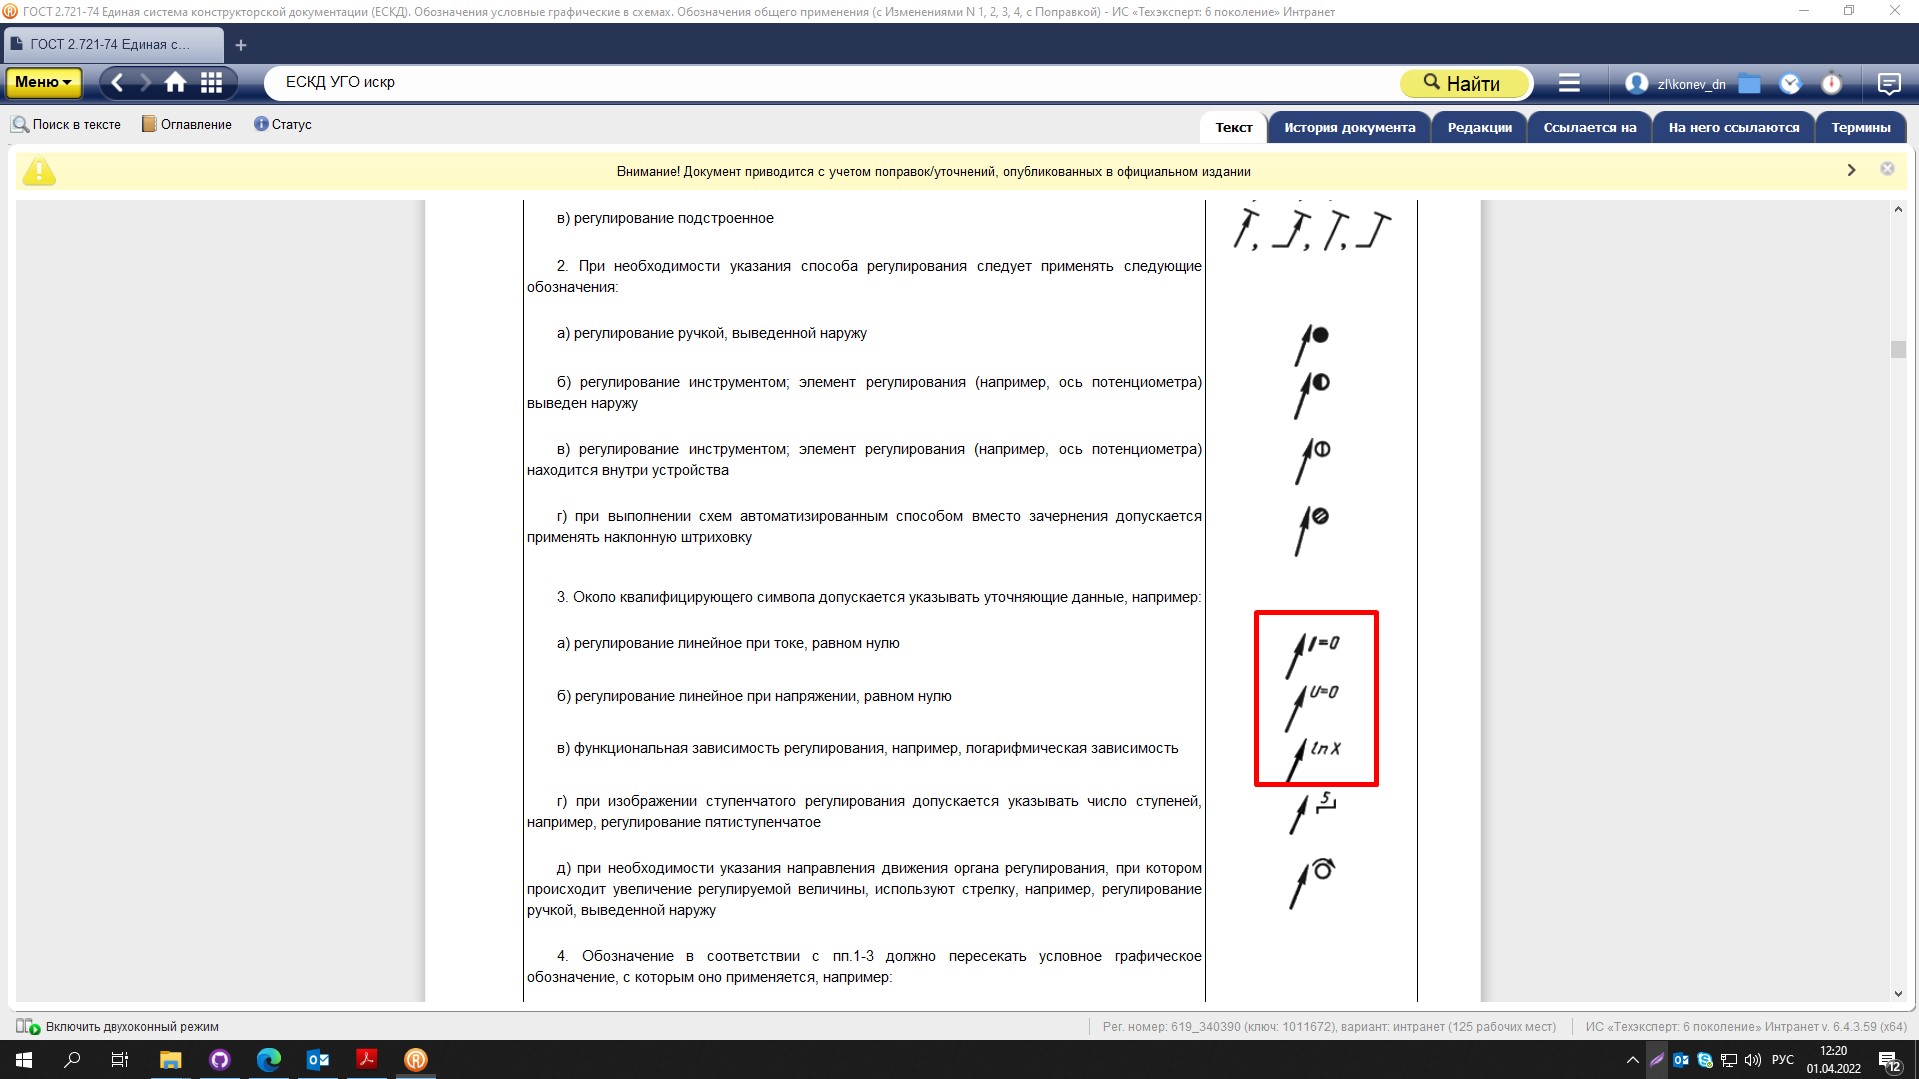 ГОСТ 2.721-74 Единая система конструкторской документации (ЕСКД). Обозначения условные графические в схемах. Обозначения общего применения (с Изменениями N 1, 2, 3, 4, с Поправкой) - ИС «Техэксперт: 6 поколение» Интранет
ГОСТ 2.721-74 Единая с...
Меню
ЕСКД УГО искр
Найти
zl\konev_dn
Поиск в тексте
Оглавление
Статус
Текст
История документа
Редакции
Ссылается на
На него ссылаются
Термины
Внимание! Документ приводится с учетом поправок/уточнений, опубликованных в официальном издании
в) регулирование подстроенное
2. При необходимости указания способа регулирования следует применять следующие
обозначения:
а) регулирование ручкой, выведенной наружу
б) регулирование инструментом; элемент регулирования (например, ось потенциометра)
выведен наружу
в) регулирование инструментом; элемент регулирования (например, ось потенциометра)
находится внутри устройства
г) при выполнении схем автоматизированным способом вместо зачернения допускается
применять наклонную штриховку
3. Около квалифицирующего символа допускается указывать уточняющие данные, например:
а) регулирование линейное при токе, равном нулю
I=0
б) регулирование линейное при напряжении, равном нулю
U=0
в) функциональная зависимость регулирования, например, логарифмическая зависимость
ln X
г) при изображении ступенчатого регулирования допускается указывать число ступеней,
5
например, регулирование пятиступенчатое
д) при необходимости указания направления движения органа регулирования, при котором
происходит увеличение регулируемой величины, используют стрелку, например, регулирование
ручкой, выведенной наружу
4. Обозначение в соответствии с пп.1-3 должно пересекать условное графическое
обозначение, с которым оно применяется, например:
Включить двухоконный режим
Рег. номер: 619_340390 (ключ: 1011672), вариант: интранет (125 рабочих мест)
ИС «Техэксперт: 6 поколение» Интранет v. 6.4.3.59 (x64)
РУС
12:20
01.04.2022
12